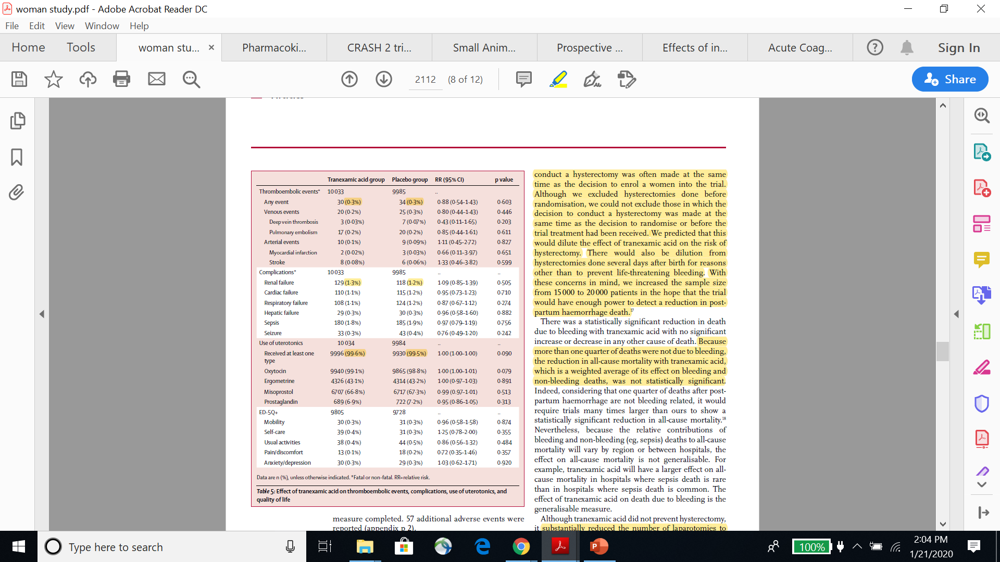 woman study.pdf - Adobe Acrobat Reader DC
File Edit View Window Help
Home Tools woman stu... × Pharmacoki... CRASH 2 tri... Small Anim... Prospective ... Effects of in... Acute Coag... Sign In
2112 (8 of 12) Share
Tranexamic acid group Placebo group RR (95% CI) p value
Thromboembolic events* 10 033 9985 ..
Any event 30 (0·3%) 34 (0·3%) 0·88 (0·54–1·43) 0·603
Venous events 20 (0·2%) 25 (0·3%) 0·80 (0·44–1·43) 0·446
Deep vein thrombosis 3 (0·03%) 7 (0·07%) 0·43 (0·11–1·65) 0·203
Pulmonary embolism 17 (0·2%) 20 (0·2%) 0·85 (0·44–1·61) 0·611
Arterial events 10 (0·1%) 9 (0·09%) 1·11 (0·45–2·72) 0·827
Myocardial infarction 2 (0·02%) 3 (0·03%) 0·66 (0·11–3·97) 0·651
Stroke 8 (0·08%) 6 (0·06%) 1·33 (0·46–3·82) 0·599
Complications* 10 033 9985 .. ..
Renal failure 129 (1·3%) 118 (1·2%) 1·09 (0·85–1·39) 0·505
Cardiac failure 110 (1·1%) 115 (1·2%) 0·95 (0·73–1·23) 0·710
Respiratory failure 108 (1·1%) 124 (1·2%) 0·87 (0·67–1·12) 0·274
Hepatic failure 29 (0·3%) 30 (0·3%) 0·96 (0·58–1·60) 0·882
Sepsis 180 (1·8%) 185 (1·9%) 0·97 (0·79–1·19) 0·756
Seizure 33 (0·3%) 43 (0·4%) 0·76 (0·49–1·20) 0·242
Use of uterotonics 10 034 9984 .. ..
Received at least one 9996 (99·6%) 9930 (99·5%) 1·00 (1·00–1·00) 0·090
type
Oxytocin 9940 (99·1%) 9865 (98·8%) 1·00 (1.00–1·01) 0·079
Ergometrine 4326 (43·1%) 4314 (43·2%) 1·00 (0·97–1·03) 0·891
Misoprostol 6707 (66·8%) 6717 (67·3%) 0·99 (0·97–1·01) 0·513
Prostaglandin 689 (6·9%) 722 (7·2%) 0·95 (0·86–1·05) 0·313
ED-5Q+ 9805 9728 .. ..
Mobility 30 (0·3%) 31 (0·3%) 0·96 (0·58–1·58) 0·874
Self-care 39 (0·4%) 31 (0·3%) 1·25 (0·78–2·00) 0·355
Usual activities 38 (0·4%) 44 (0·5%) 0·86 (0·56–1·32) 0·484
Pain/discomfort 13 (0·1%) 18 (0·2%) 0·72 (0·35–1·46) 0·357
Anxiety/depression 30 (0·3%) 29 (0·3%) 1·03 (0·62–1·71) 0·920
Data are n (%), unless otherwise indicated. *Fatal or non-fatal. RR=relative risk.
Table 5: Effect of tranexamic acid on thromboembolic events, complications, use of uterotonics, and
quality of life
measure completed. 57 additional adverse events were
reported (appendix p 2).
conduct a hysterectomy was often made at the same
time as the decision to enrol a women into the trial.
Although we excluded hysterectomies done before
randomisation, we could not exclude those in which the
decision to conduct a hysterectomy was made at the
same time as the decision to randomise or before the
trial treatment had been received. We predicted that this
would dilute the effect of tranexamic acid on the risk of
hysterectomy. There would also be dilution from
hysterectomies done several days after birth for reasons
other than to prevent life-threatening bleeding. With
these concerns in mind, we increased the sample size
from 15 000 to 20 000 patients in the hope that the trial
would have enough power to detect a reduction in post-
partum haemorrhage death.17
There was a statistically significant reduction in death
due to bleeding with tranexamic acid with no significant
increase or decrease in any other cause of death. Because
more than one quarter of deaths were not due to bleeding,
the reduction in all-cause mortality with tranexamic acid,
which is a weighted average of its effect on bleeding and
non-bleeding deaths, was not statistically significant.
Indeed, considering that one quarter of deaths after post-
partum haemorrhage are not bleeding related, it would
require trials many times larger than ours to show a
statistically significant reduction in all-cause mortality.18
Nevertheless, because the relative contributions of
bleeding and non-bleeding (eg, sepsis) deaths to all-cause
mortality will vary by region or between hospitals, the
effect on all-cause mortality is not generalisable. For
example, tranexamic acid will have a larger effect on all-
cause mortality in hospitals where sepsis death is rare
than in hospitals where sepsis death is common. The
effect of tranexamic acid on death due to bleeding is the
generalisable measure.
Although tranexamic acid did not prevent hysterectomy,
it substantially reduced the number of laparotomies to
Type here to search
100% 2:04 PM
1/21/2020